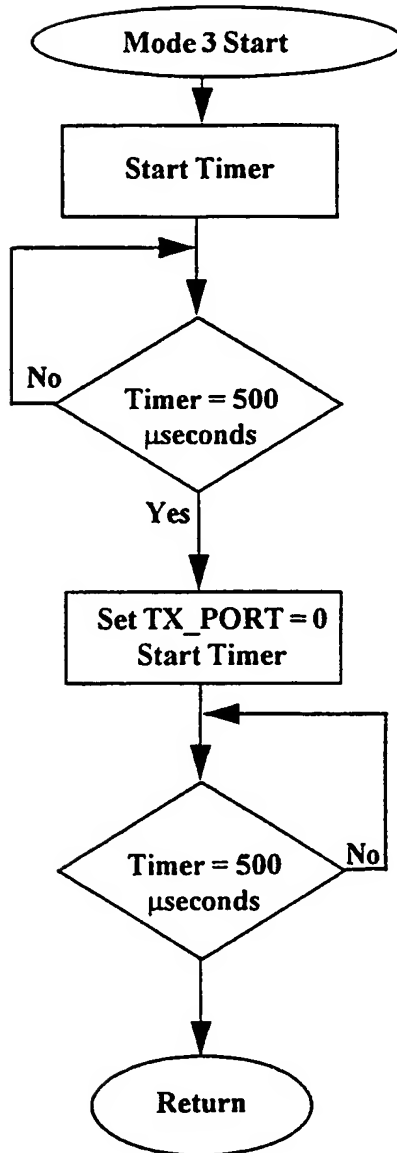 Mode 3 Start
Start Timer
No
Timer = 500
μseconds
Yes
Set TX_PORT = 0
Start Timer
Timer = 500
μseconds
No
Return